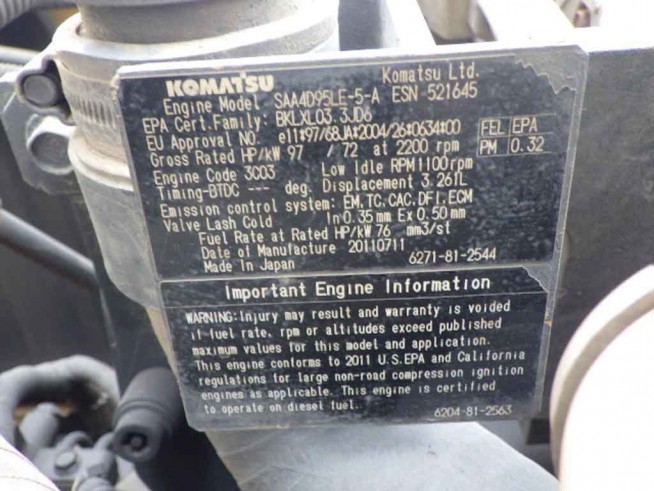 KOMATSU Komatsu Ltd.
Engine Model SAA4D95LE-5-A ESN 521645
EPA Cert.Family: BKLXL03.3JD6
EU Approval NO. e11*97/68JA*2004/26*0634*00 FEL EPA
Gross Rated HP/kW 97 / 72 at 2200 rpm PM 0.32
Engine Code 3C03 Low Idle RPM 1100rpm
Timing-BTDC --- deg. Displacement 3.261L
Emission control system: EM,TC,CAC,DFI,ECM
Valve Lash Cold In 0.35mm Ex 0.50mm
Fuel Rate at Rated HP/kW 76 mm3/st
Date of Manufacture 20110711
Made In Japan 6271-81-2544
Important Engine Information
WARNING:Injury may result and warranty is voided
if fuel rate, rpm or altitudes exceed published
maximum values for this model and application.
This engine conforms to 2011 U.S.EPA and California
regulations for large non-road compression ignition
engines as applicable. This engine is certified
to operate on diesel fuel.
6204-81-2563